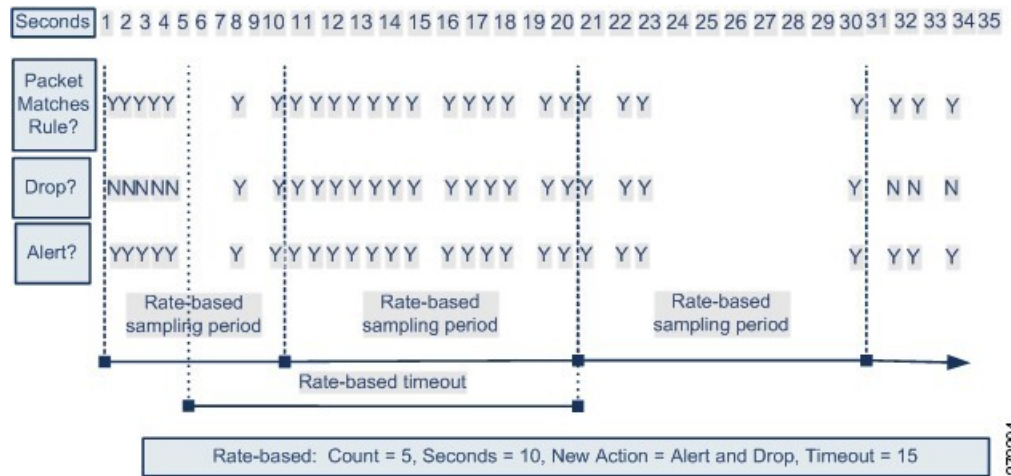 Seconds 1 2 3 4 5 6 7 8 9 10 11 12 13 14 15 16 17 18 19 20 21 22 23 24 25 26 27 28 29 30 31 32 33 34 35
Packet
Matches
Rule?
YYYYY Y Y Y Y Y Y Y Y Y Y Y Y Y Y Y Y Y Y Y Y Y Y
Drop?
NNNNN Y Y Y Y Y Y Y Y Y Y Y Y Y Y Y Y Y Y Y N N N
Alert?
YYYYY Y Y Y Y Y Y Y Y Y Y Y Y Y Y Y Y Y Y Y Y Y Y
Rate-based
sampling period
Rate-based
sampling period
Rate-based
sampling period
Rate-based timeout
Rate-based: Count = 5, Seconds = 10, New Action = Alert and Drop, Timeout = 15